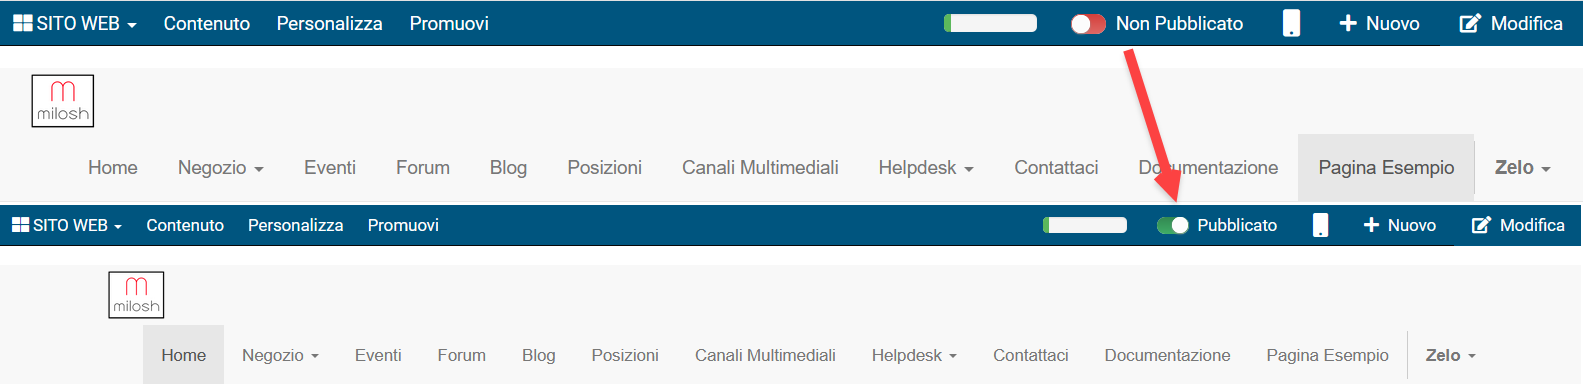 SITO WEB Contenuto Personalizza Promuovi Non Pubblicato Nuovo Modifica
milosh
Home Negozio Eventi Forum Blog Posizioni Canali Multimediali Helpdesk Contattaci Documentazione Pagina Esempio Zelo
SITO WEB Contenuto Personalizza Promuovi Pubblicato Nuovo Modifica
milosh
Home Negozio Eventi Forum Blog Posizioni Canali Multimediali Helpdesk Contattaci Documentazione Pagina Esempio Zelo